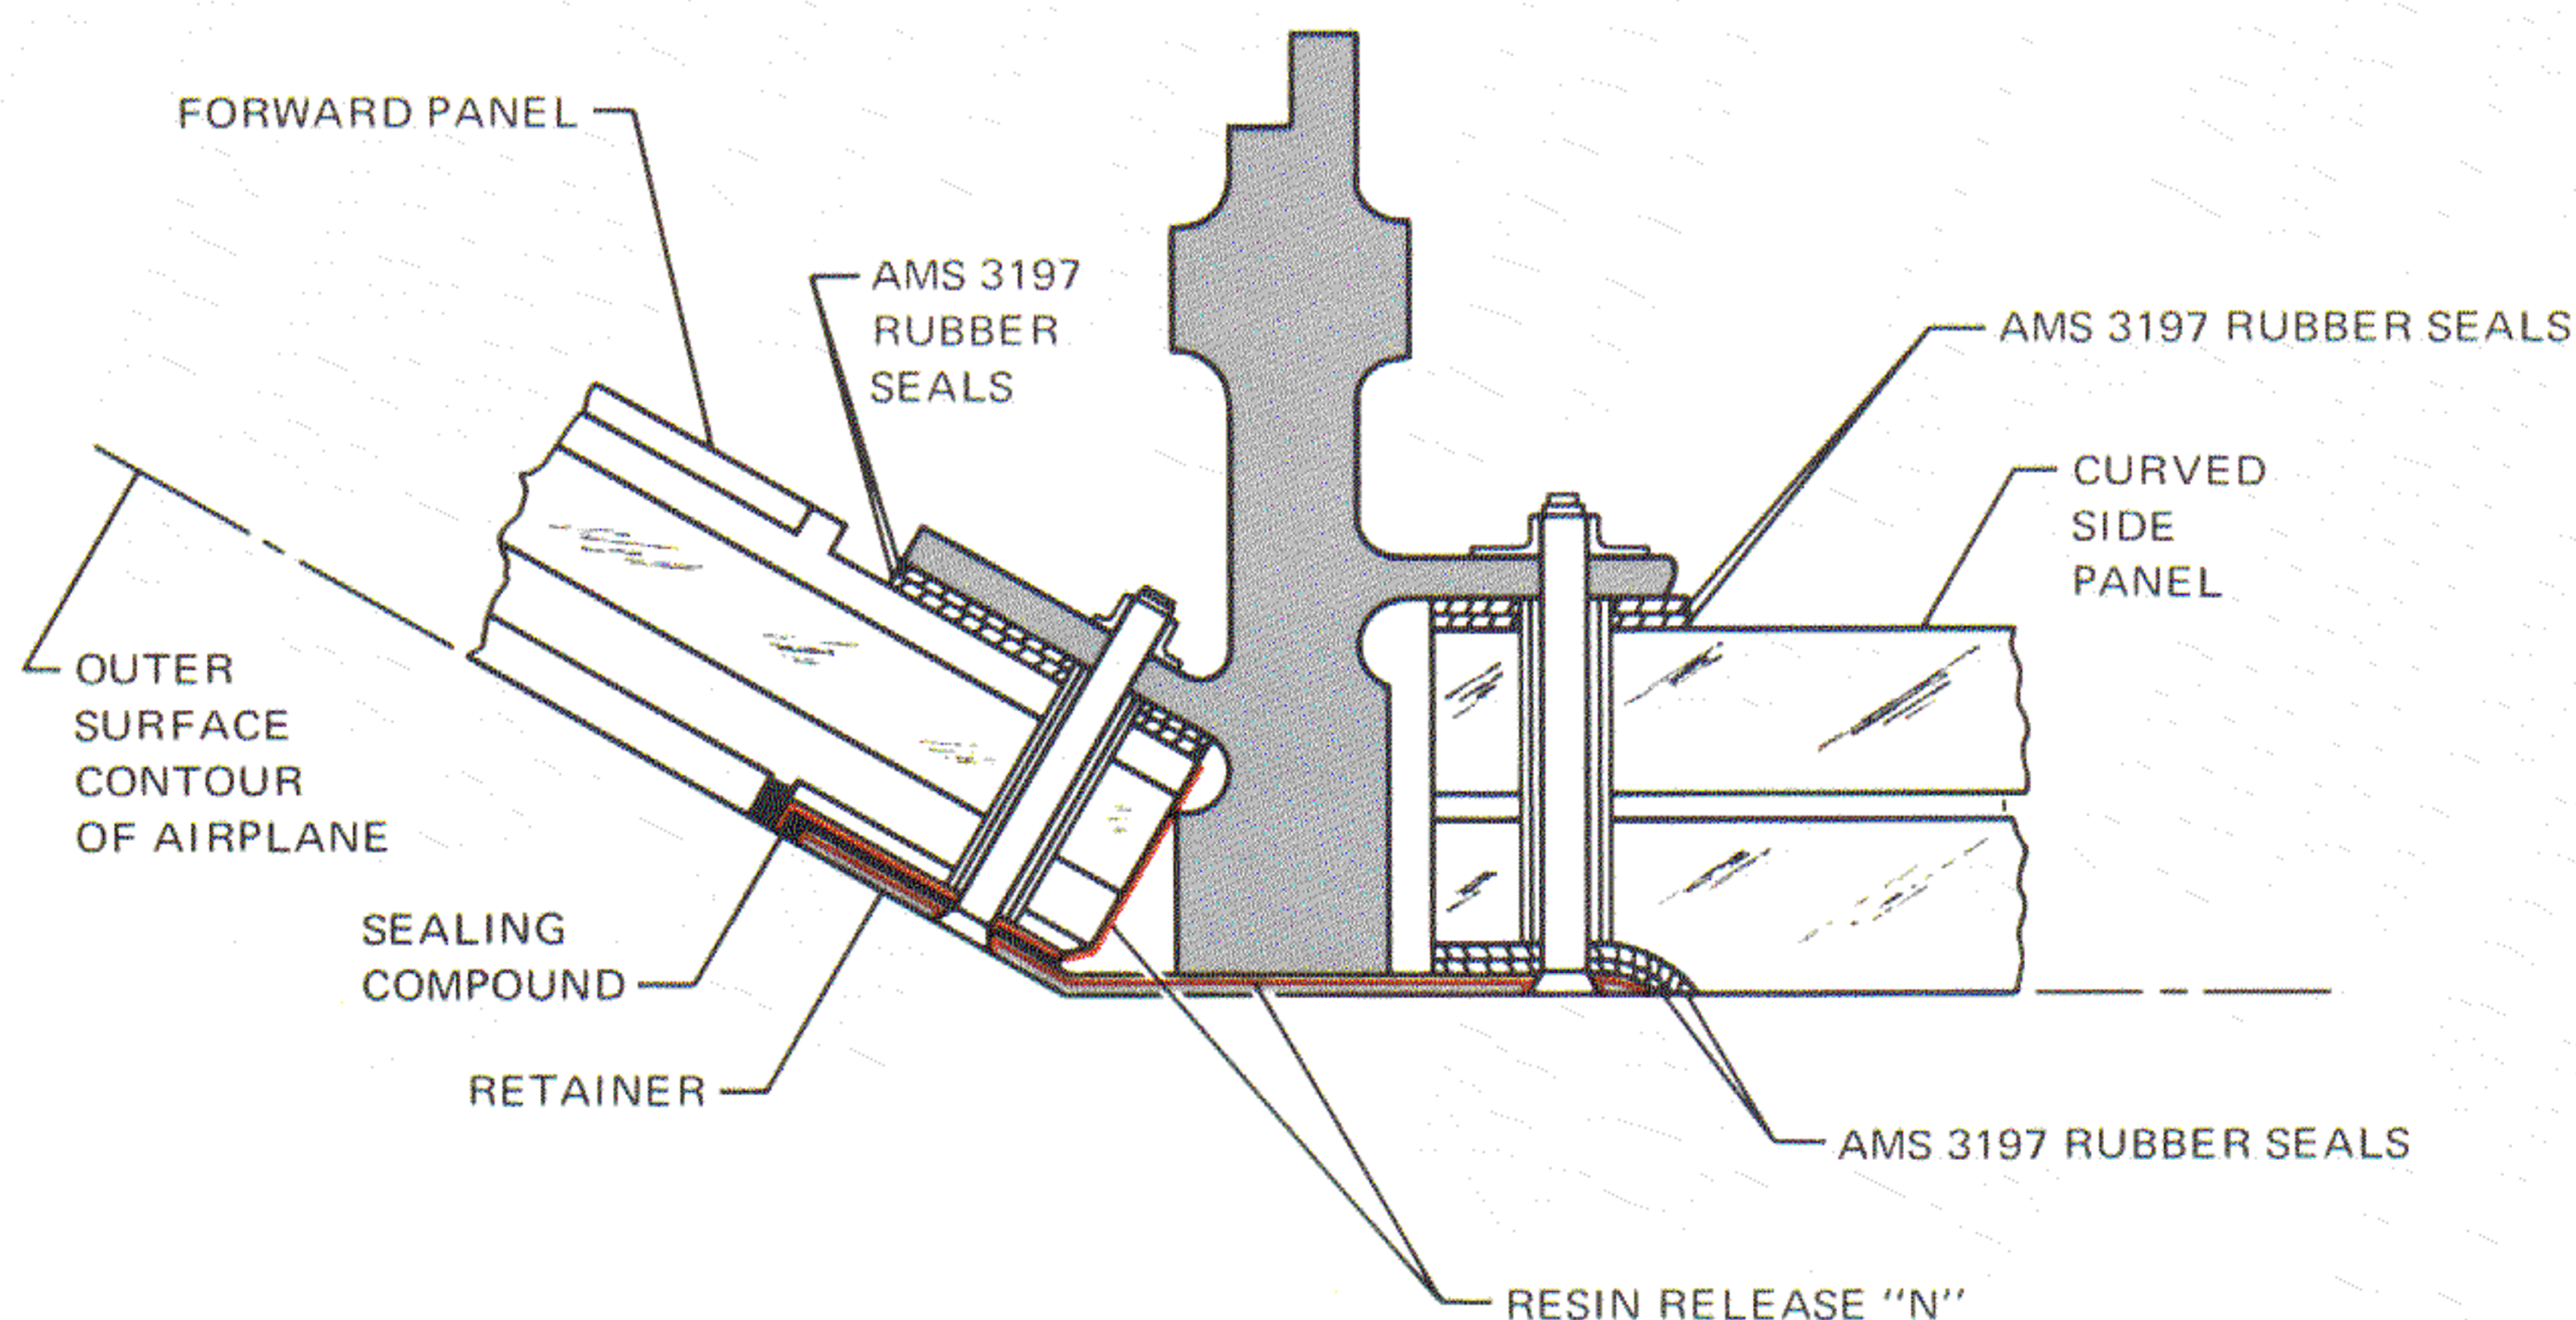 FORWARD PANEL
AMS 3197
RUBBER
SEALS
AMS 3197 RUBBER SEALS
CURVED
SIDE
PANEL
OUTER
SURFACE
CONTOUR
OF AIRPLANE
SEALING
COMPOUND
RETAINER
AMS 3197 RUBBER SEALS
RESIN RELEASE "N"